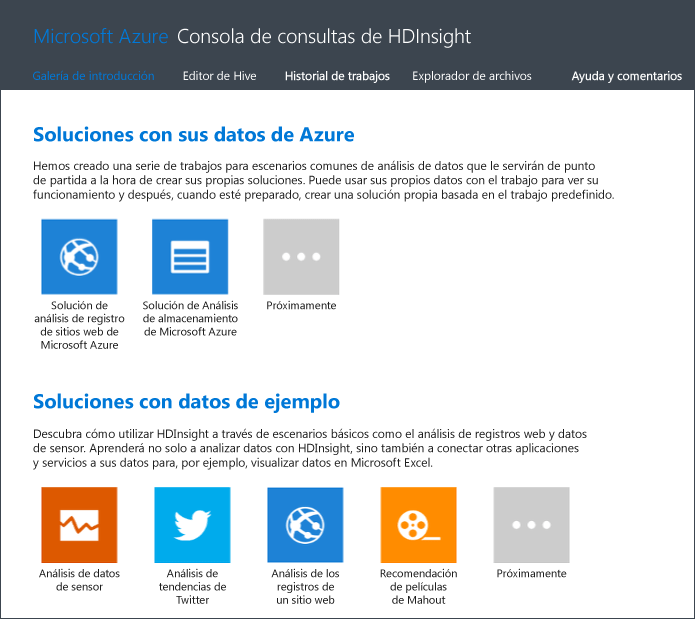 Microsoft Azure Consola de consultas de HDInsight
Galería de introducción Editor de Hive Historial de trabajos Explorador de archivos Ayuda y comentarios
Soluciones con sus datos de Azure
Hemos creado una serie de trabajos para escenarios comunes de análisis de datos que le servirán de punto
de partida a la hora de crear sus propias soluciones. Puede usar sus propios datos con el trabajo para ver su
funcionamiento y después, cuando esté preparado, crear una solución propia basada en el trabajo predefinido.
Solución de
análisis de registro
de sitios web de
Microsoft Azure
Solución de Análisis
de almacenamiento
de Microsoft Azure
Próximamente
Soluciones con datos de ejemplo
Descubra cómo utilizar HDInsight a través de escenarios básicos como el análisis de registros web y datos
de sensor. Aprenderá no solo a analizar datos con HDInsight, sino también a conectar otras aplicaciones
y servicios a sus datos para, por ejemplo, visualizar datos en Microsoft Excel.
Análisis de datos
de sensor
Análisis de
tendencias de
Twitter
Análisis de los
registros de
un sitio web
Recomendación
de películas
de Mahout
Próximamente